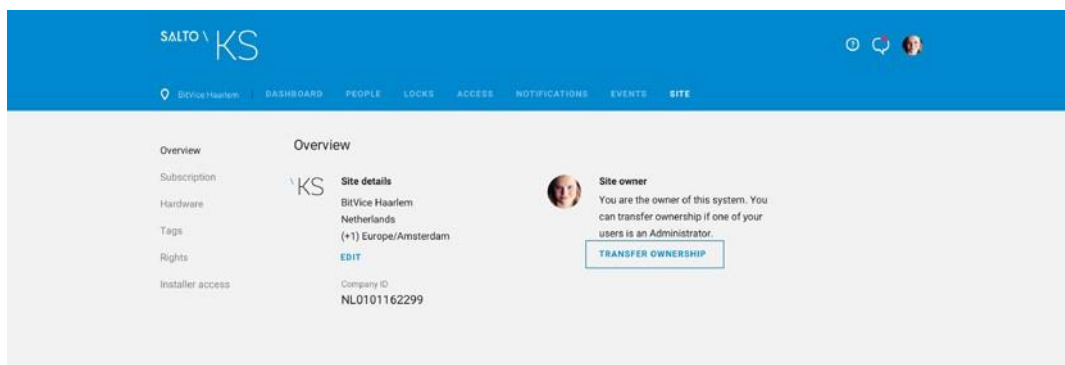 SALTO \ KS
BitVice Haarlem DASHBOARD PEOPLE LOCKS ACCESS NOTIFICATIONS EVENTS SITE
Overview
Subscription
Hardware
Tags
Rights
Installer access
Overview
KS
Site details
BitVice Haarlem
Netherlands
(+1) Europe/Amsterdam
EDIT
Company ID
NL0101162299
Site owner
You are the owner of this system. You
can transfer ownership if one of your
users is an Administrator.
TRANSFER OWNERSHIP